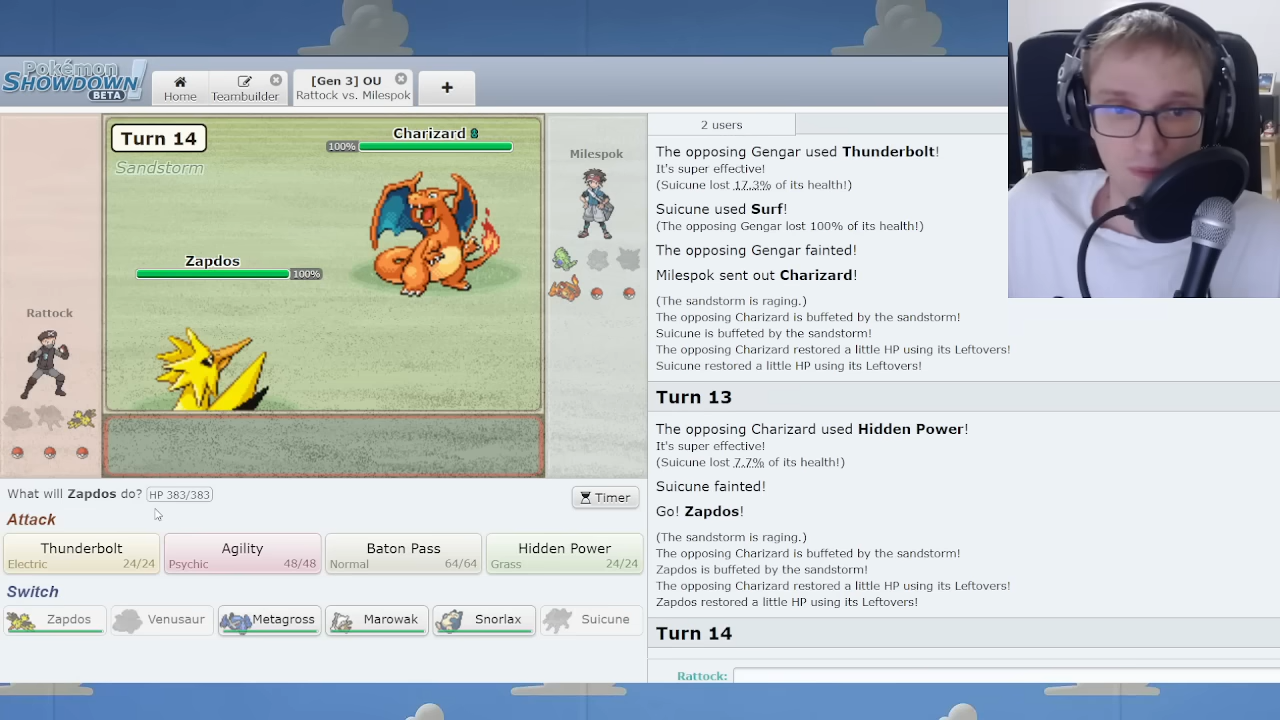 Pokémon
SHOWDOWN!
BETA
Home
Teambuilder
[Gen 3] OU
Rattock vs. Milespok
+
Turn 14
Sandstorm
Charizard
100%
Zapdos
100%
Rattock
Milespok
What will Zapdos do? HP 383/383
Timer
Attack
Thunderbolt
Electric 24/24
Agility
Psychic 48/48
Baton Pass
Normal 64/64
Hidden Power
Grass 24/24
Switch
Zapdos
Venusaur
Metagross
Marowak
Snorlax
Suicune
2 users
The opposing Gengar used Thunderbolt!
It's super effective!
(Suicune lost 17.3% of its health!)
Suicune used Surf!
(The opposing Gengar lost 100% of its health!)
The opposing Gengar fainted!
Milespok sent out Charizard!
(The sandstorm is raging.)
The opposing Charizard is buffeted by the sandstorm!
Suicune is buffeted by the sandstorm!
The opposing Charizard restored a little HP using its Leftovers!
Suicune restored a little HP using its Leftovers!
Turn 13
The opposing Charizard used Hidden Power!
It's super effective!
(Suicune lost 7.7% of its health!)
Suicune fainted!
Go! Zapdos!
(The sandstorm is raging.)
The opposing Charizard is buffeted by the sandstorm!
Zapdos is buffeted by the sandstorm!
The opposing Charizard restored a little HP using its Leftovers!
Zapdos restored a little HP using its Leftovers!
Turn 14
Rattock: